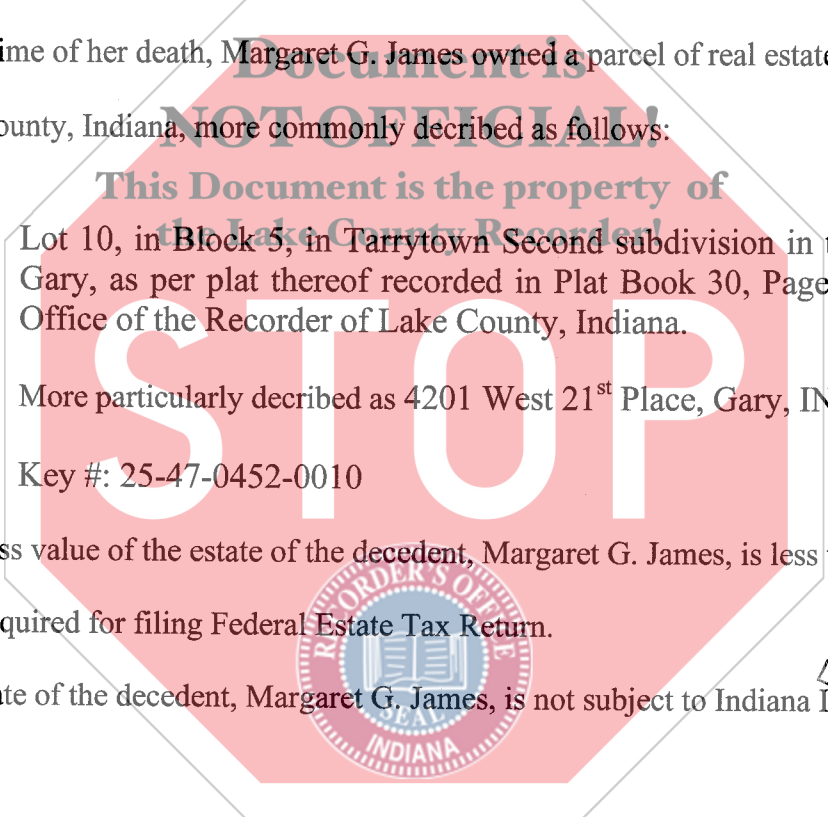 ime of her death, Margaret G. James owned a parcel of real estate
Document is
ounty, Indiana, more commonly decribed as follows:
NOT OFFICIAL!
This Document is the property of
the Lake County Recorder!
Lot 10, in Block 5, in Tarrytown Second subdivision in t
Gary, as per plat thereof recorded in Plat Book 30, Page
Office of the Recorder of Lake County, Indiana.
STOP
More particularly decribed as 4201 West 21st Place, Gary, IN
Key #: 25-47-0452-0010
ss value of the estate of the decedent, Margaret G. James, is less
quired for filing Federal Estate Tax Return.
RECORDER'S OFFICE
SEAL
INDIANA
te of the decedent, Margaret G. James, is not subject to Indiana I